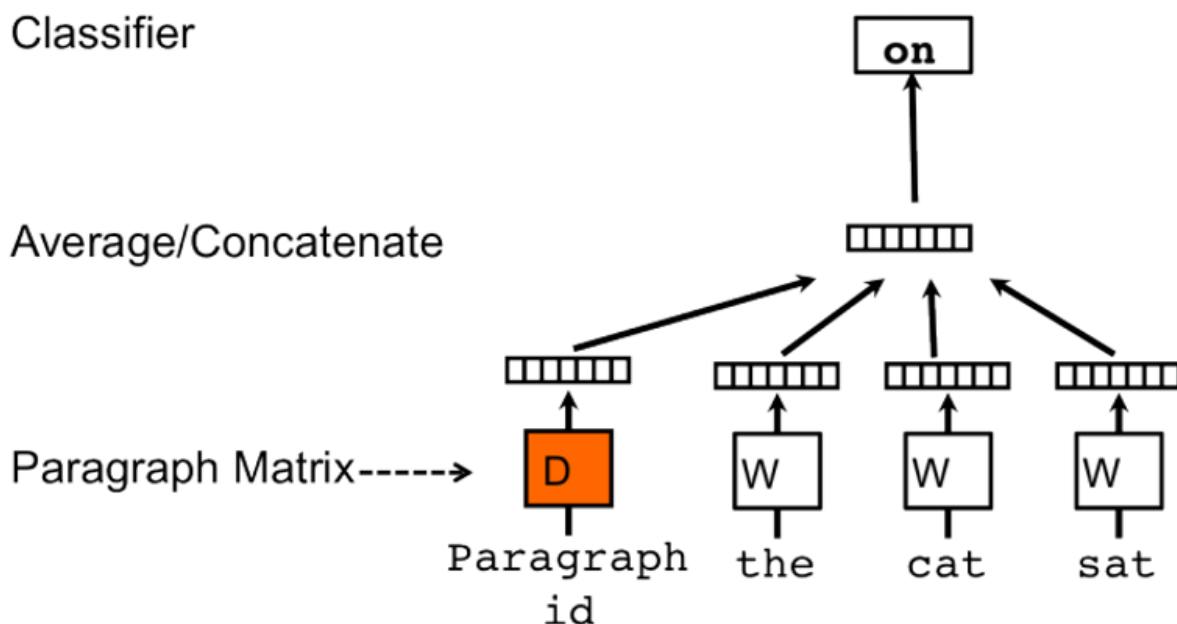 Classifier
on
Average/Concatenate
Paragraph Matrix
D
W
W
W
Paragraph
id
the
cat
sat